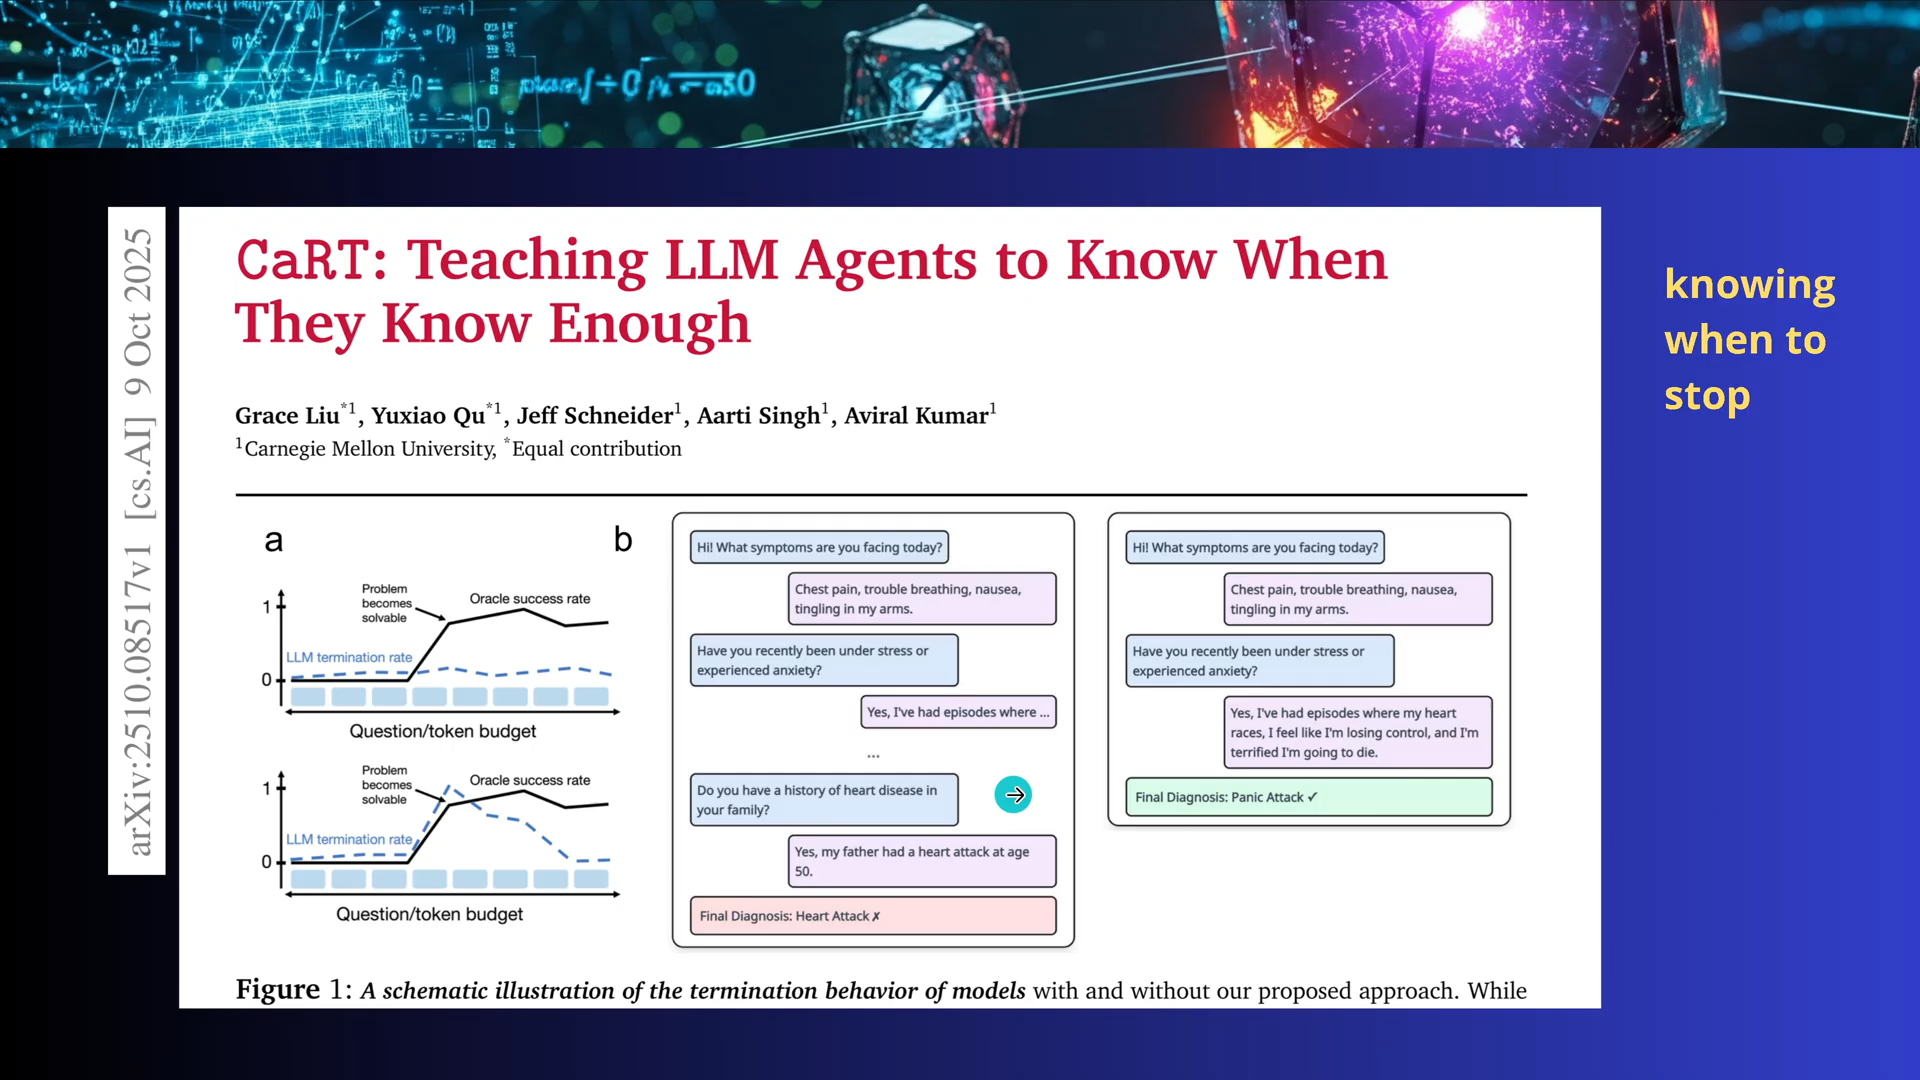 arXiv:2510.08517v1 [cs.AI] 9 Oct 2025
CaRT: Teaching LLM Agents to Know When
They Know Enough
Grace Liu*1, Yuxiao Qu*1, Jeff Schneider1, Aarti Singh1, Aviral Kumar1
1Carnegie Mellon University, *Equal contribution
a
Problem
becomes
solvable
Oracle success rate
1
LLM termination rate
0
Question/token budget
Problem
becomes
solvable
Oracle success rate
1
LLM termination rate
0
Question/token budget
b
Hi! What symptoms are you facing today?
Chest pain, trouble breathing, nausea,
tingling in my arms.
Have you recently been under stress or
experienced anxiety?
Yes, I've had episodes where ...
...
Do you have a history of heart disease in
your family?
Yes, my father had a heart attack at age
50.
Final Diagnosis: Heart Attack ✗
Hi! What symptoms are you facing today?
Chest pain, trouble breathing, nausea,
tingling in my arms.
Have you recently been under stress or
experienced anxiety?
Yes, I've had episodes where my heart
races, I feel like I'm losing control, and I'm
terrified I'm going to die.
Final Diagnosis: Panic Attack ✓
Figure 1: A schematic illustration of the termination behavior of models with and without our proposed approach. While
knowing
when to
stop